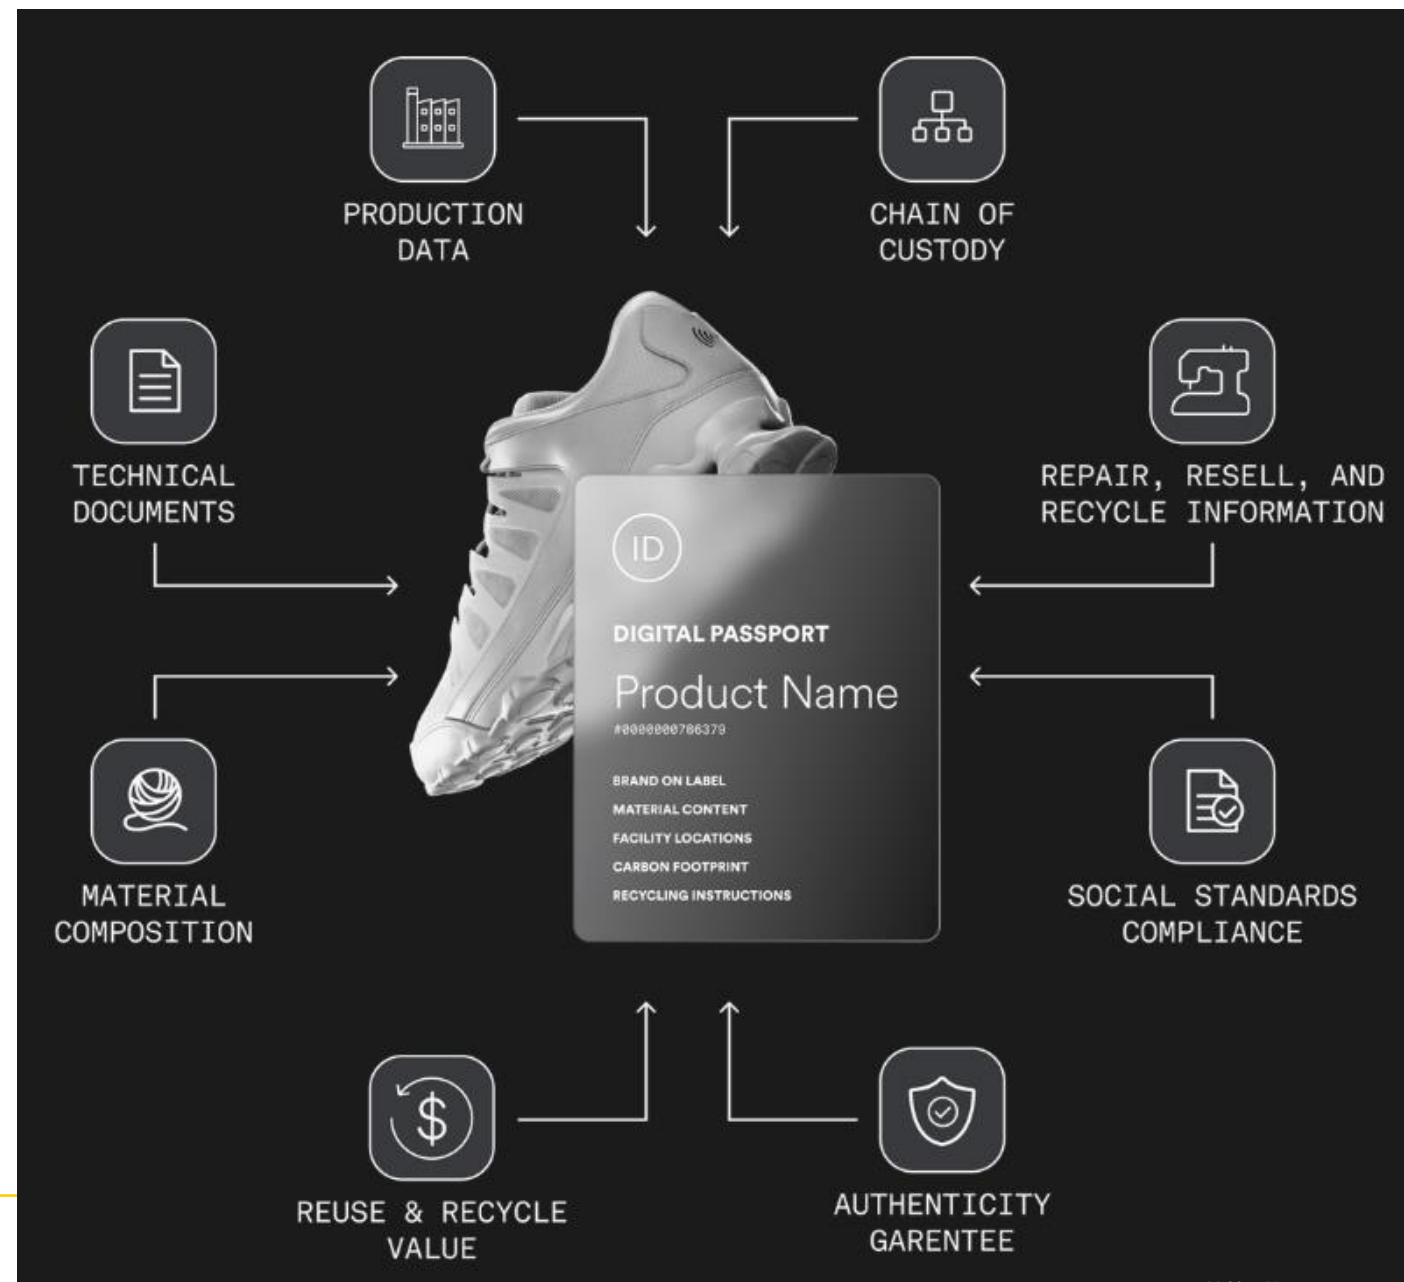 PRODUCTION
DATA
CHAIN OF
CUSTODY
TECHNICAL
DOCUMENTS
REPAIR, RESELL, AND
RECYCLE INFORMATION
ID
DIGITAL PASSPORT
Product Name
#0000000786379
BRAND ON LABEL
MATERIAL CONTENT
FACILITY LOCATIONS
CARBON FOOTPRINT
RECYCLING INSTRUCTIONS
MATERIAL
COMPOSITION
SOCIAL STANDARDS
COMPLIANCE
$
REUSE & RECYCLE
VALUE
AUTHENTICITY
GARENTEE